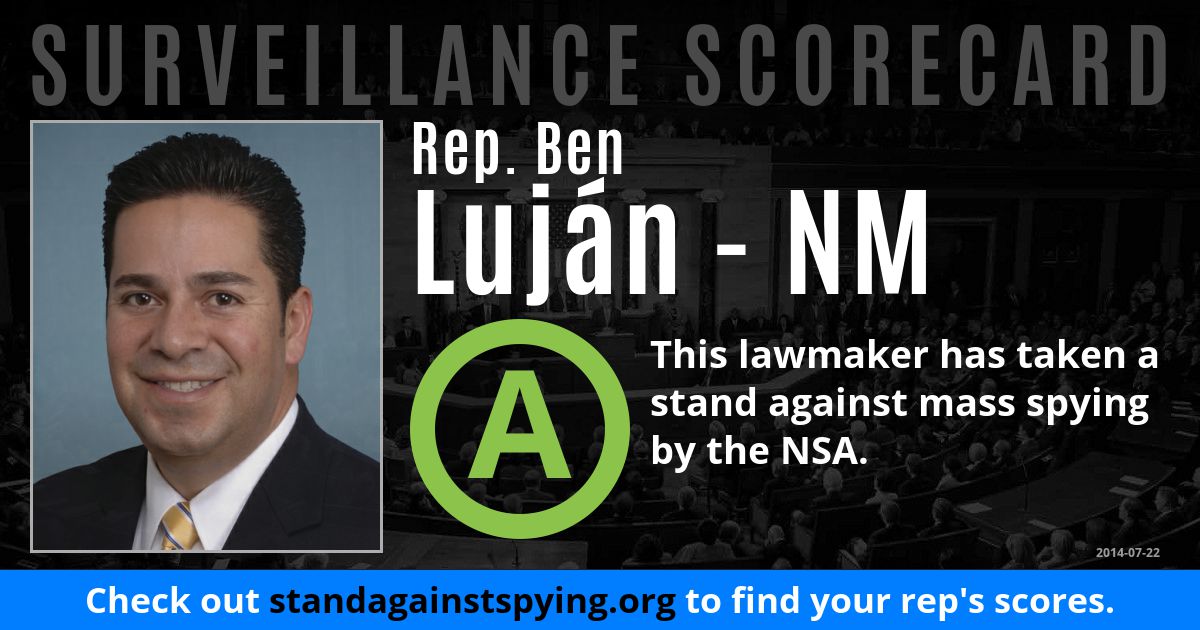 SURVEILLANCE SCORECARD
Rep. Ben
Luján - NM
A
This lawmaker has taken a
stand against mass spying
by the NSA.
2014-07-22
Check out standagainstspying.org to find your rep's scores.